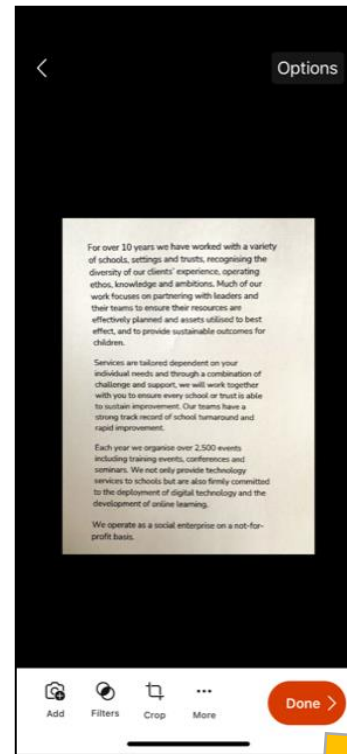 Options
For over 10 years we have worked with a variety
of schools, settings and trusts, recognising the
diversity of our clients' experience, operating
ethos, knowledge and ambitions. Much of our
work focuses on partnering with leaders and
their teams to ensure their resources are
effectively planned and assets utilised to best
effect, and to provide sustainable outcomes for
children.
Services are tailored dependent on your
individual needs and through a combination of
challenge and support, we will work together
with you to ensure every school or trust is able
to sustain improvement. Our teams have a
strong track record of school turnaround and
rapid improvement.
Each year we organise over 2,500 events
including training events, conferences and
seminars. We not only provide technology
services to schools but are also firmly committed
to the deployment of digital technology and the
development of online learning.
We operate as a social enterprise on a not-for-
profit basis.
Add Filters Crop More Done